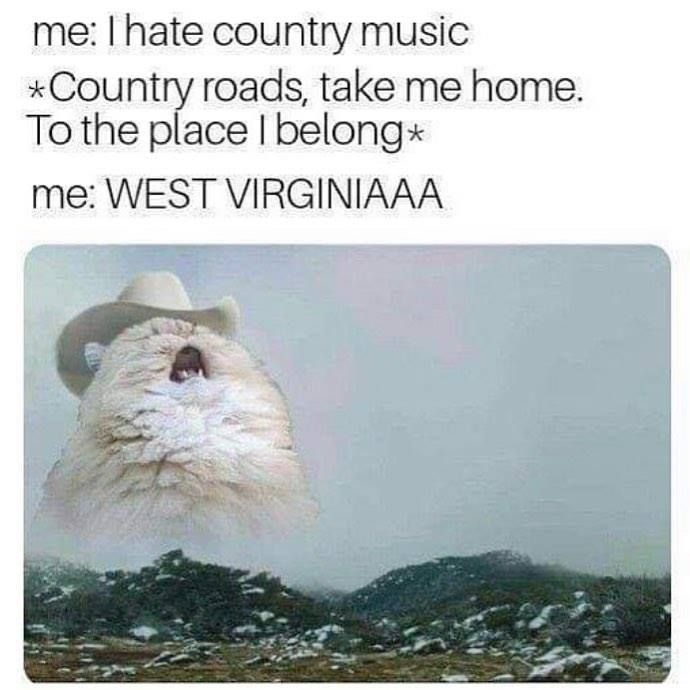 me: I hate country music
*Country roads, take me home.
To the place I belong*
me: WEST VIRGINIAAA